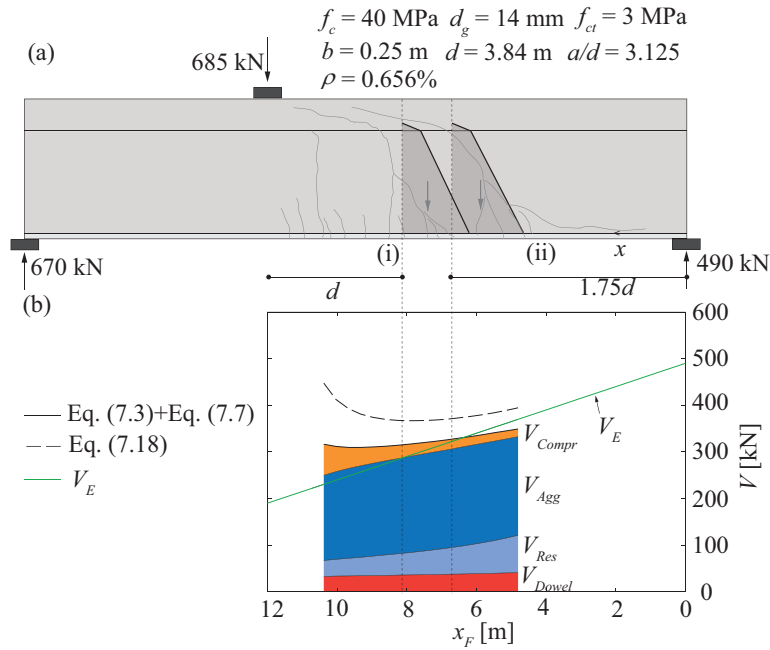 f_c = 40 MPa d_g = 14 mm f_ct = 3 MPa
(a)
b = 0.25 m d = 3.84 m a/d = 3.125
685 kN
ρ = 0.656%
x
(i)
(ii)
670 kN
490 kN
d
1.75d
(b)
600
500
Eq. (7.3)+Eq. (7.7)
400
V_Compr
V_E
Eq. (7.18)
300
V [kN]
V_E
V_Agg
200
V_Res
100
V_Dowel
0
12 10 8 6 4 2 0
x_F [m]